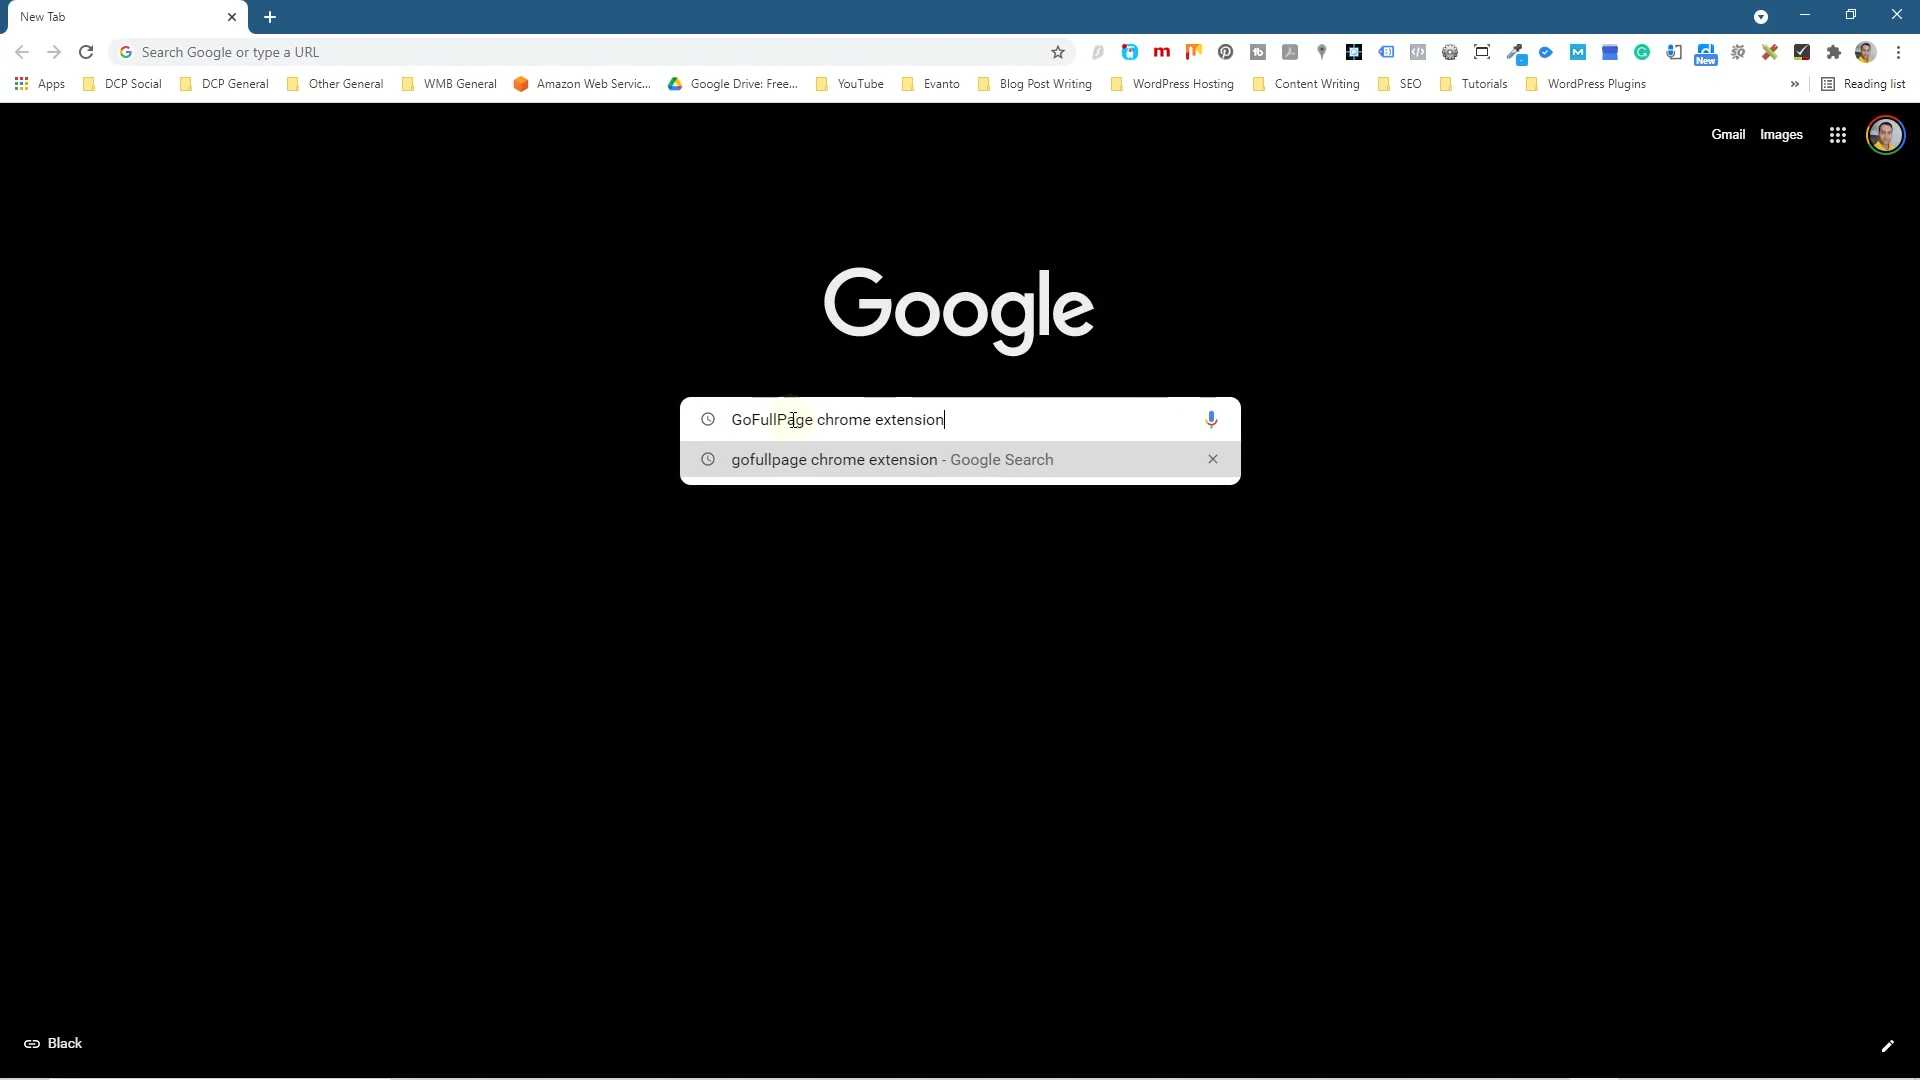 New Tab
Search Google or type a URL
New
Apps DCP Social DCP General Other General WMB General Amazon Web Servic... Google Drive: Free... YouTube Evanto Blog Post Writing WordPress Hosting Content Writing SEO Tutorials WordPress Plugins » Reading list
Gmail Images
Google
GoFullPage chrome extension
gofullpage chrome extension - Google Search
Black